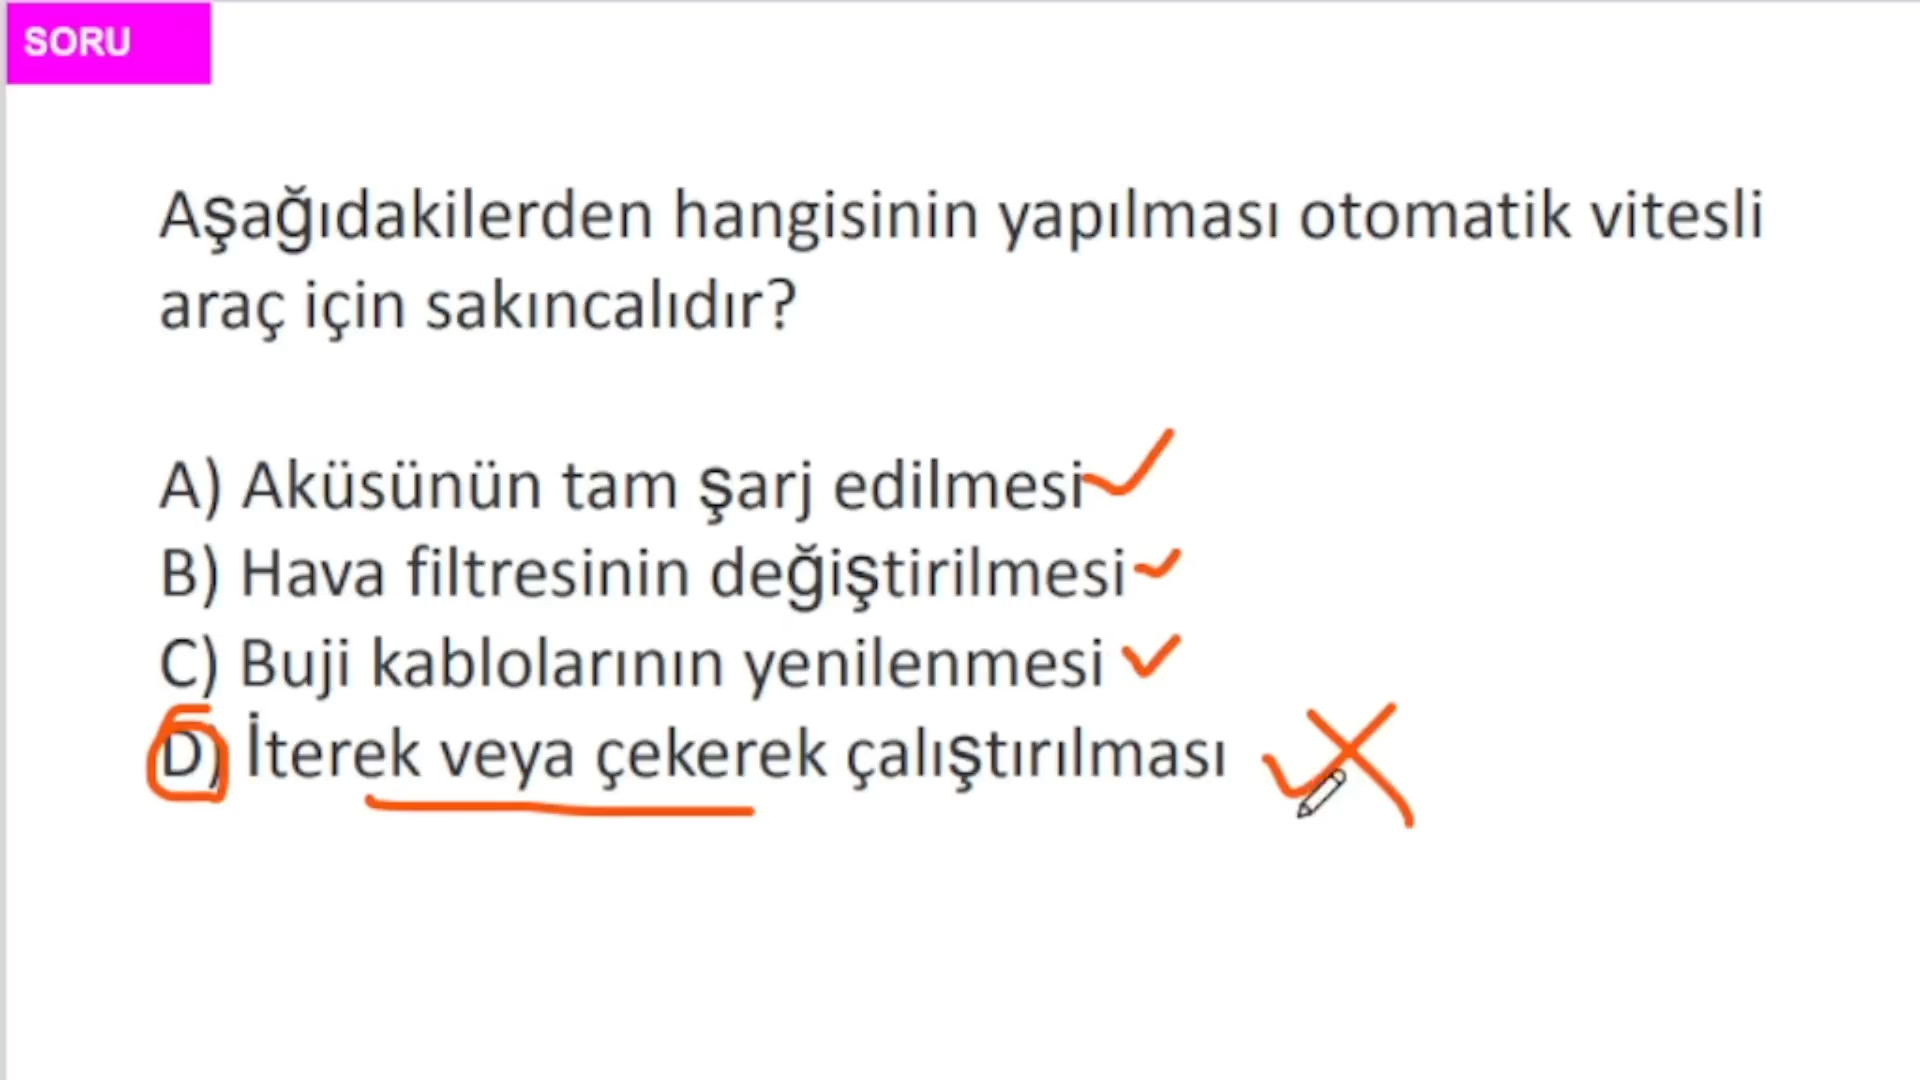 SORU
Aşağıdakilerden hangisinin yapılması otomatik vitesli
araç için sakıncalıdır?
A) Aküsünün tam şarj edilmesi
B) Hava filtresinin değiştirilmesi
C) Buji kablolarının yenilenmesi
D) İterek veya çekerek çalıştırılması